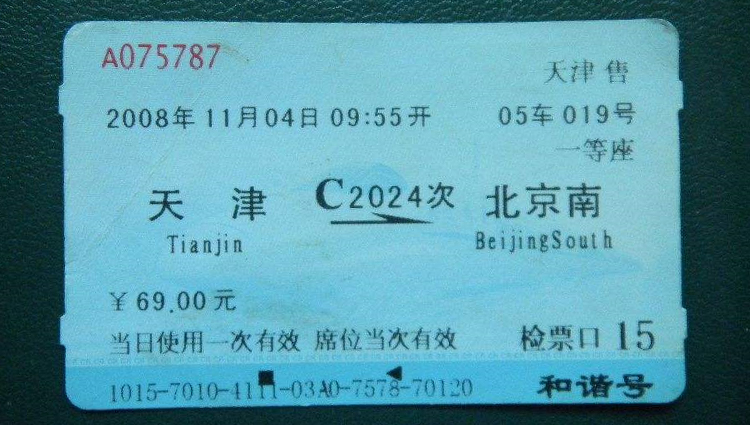 A075787
天津 售
2008年11月04日09:55开 05车 019号
一等座
天津 C2024次 北京南
Tianjin BeijingSouth
￥69.00元
当日使用一次有效 席位当次有效 检票口 15
1015-7010-4111-03A0-7578-70120 和谐号